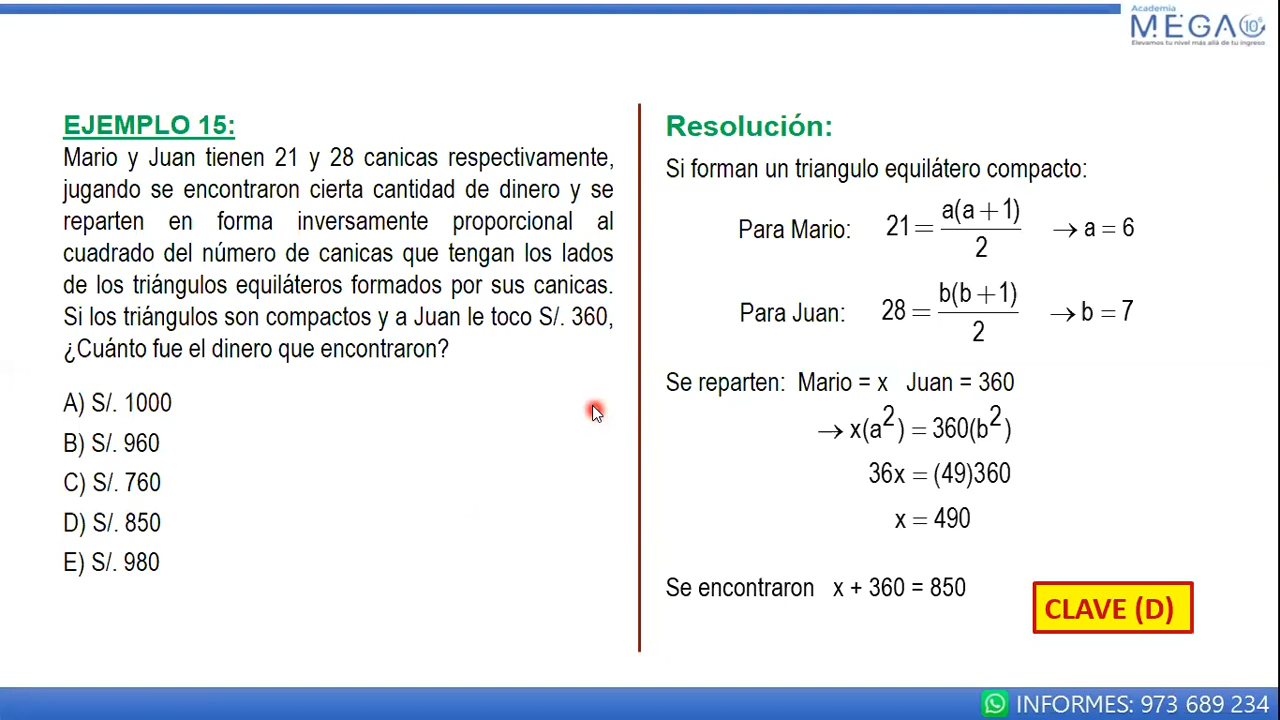 Academia
MEGA 10⁶
Elevamos tu nivel más allá de tu ingreso
EJEMPLO 15:
Mario y Juan tienen 21 y 28 canicas respectivamente,
jugando se encontraron cierta cantidad de dinero y se
reparten en forma inversamente proporcional al
cuadrado del número de canicas que tengan los lados
de los triángulos equiláteros formados por sus canicas.
Si los triángulos son compactos y a Juan le toco S/. 360,
¿Cuánto fue el dinero que encontraron?
A) S/. 1000
B) S/. 960
C) S/. 760
D) S/. 850
E) S/. 980
Resolución:
Si forman un triangulo equilátero compacto:
Para Mario: 21 = a(a + 1)/2 → a = 6
Para Juan: 28 = b(b + 1)/2 → b = 7
Se reparten: Mario = x Juan = 360
→ x(a²) = 360(b²)
36x = (49)360
x = 490
Se encontraron x + 360 = 850
CLAVE (D)
INFORMES: 973 689 234